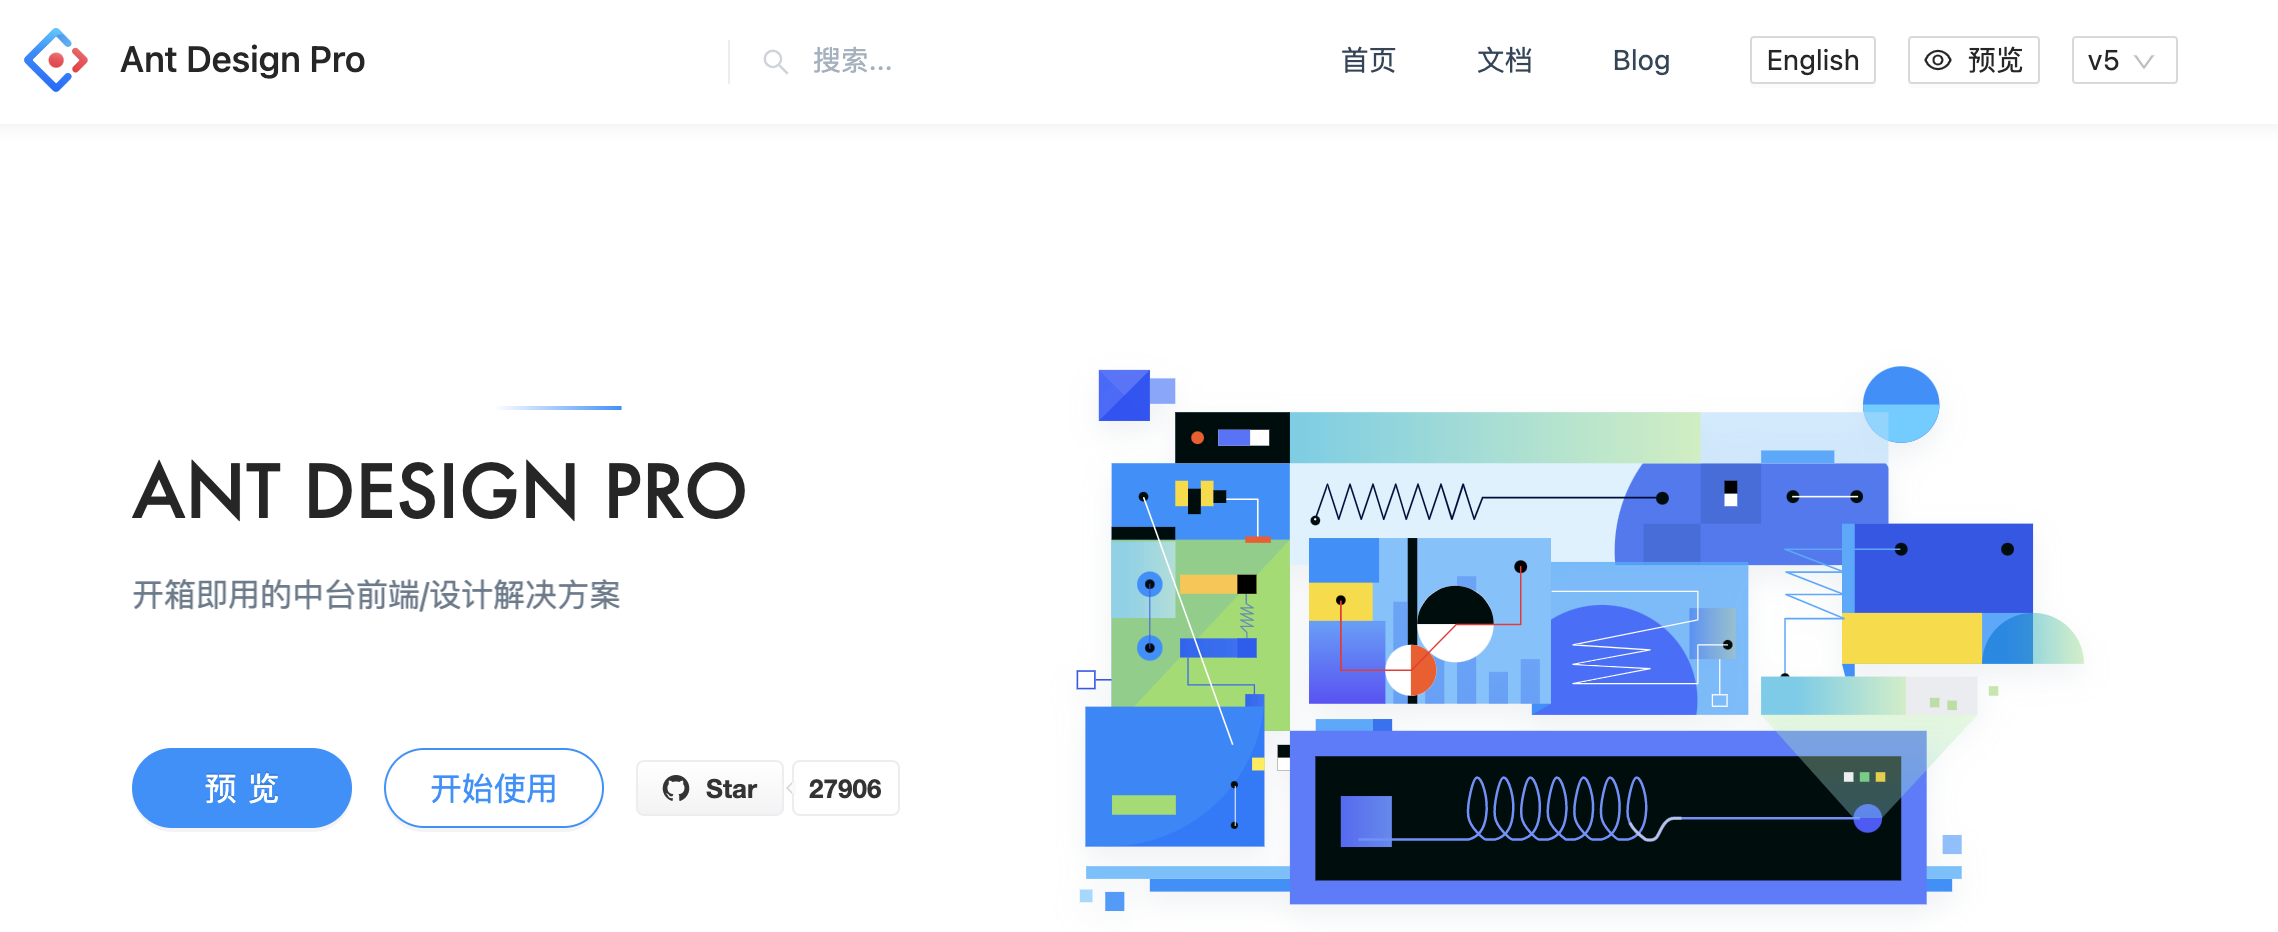 Ant Design Pro
搜索...
首页 文档 Blog English 预览 v5
ANT DESIGN PRO
开箱即用的中台前端/设计解决方案
预览 开始使用 Star 27906